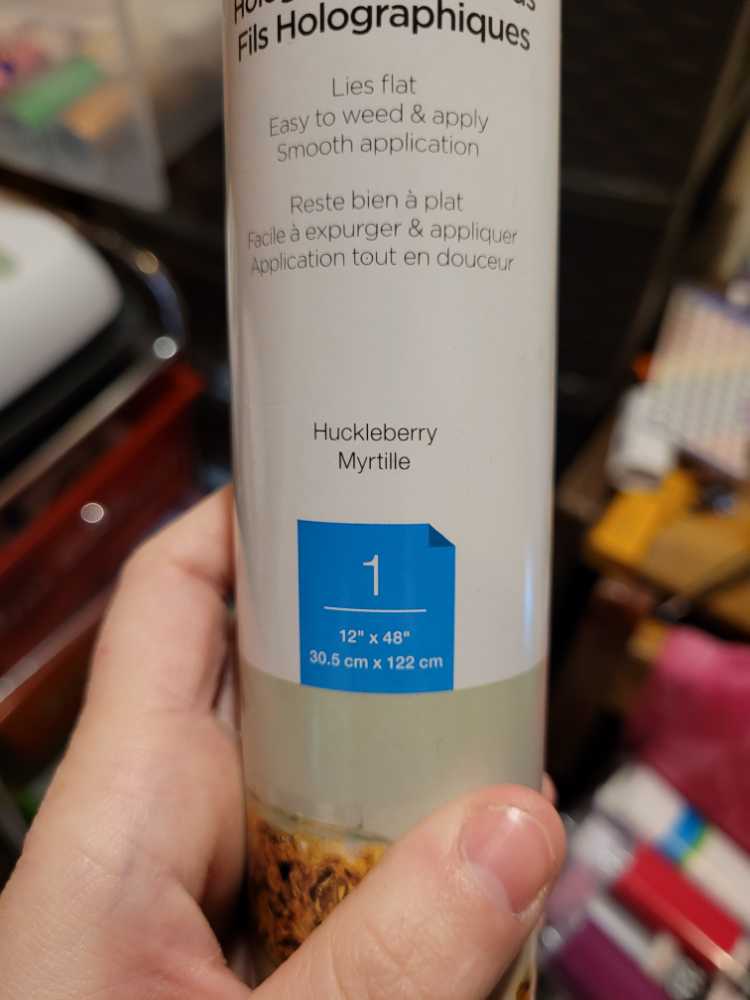 Fils Holographiques
Lies flat
Easy to weed & apply
Smooth application
Reste bien à plat
Facile à expurger & appliquer
Application tout en douceur
Huckleberry
Myrtille
1
12" x 48"
30.5 cm x 122 cm